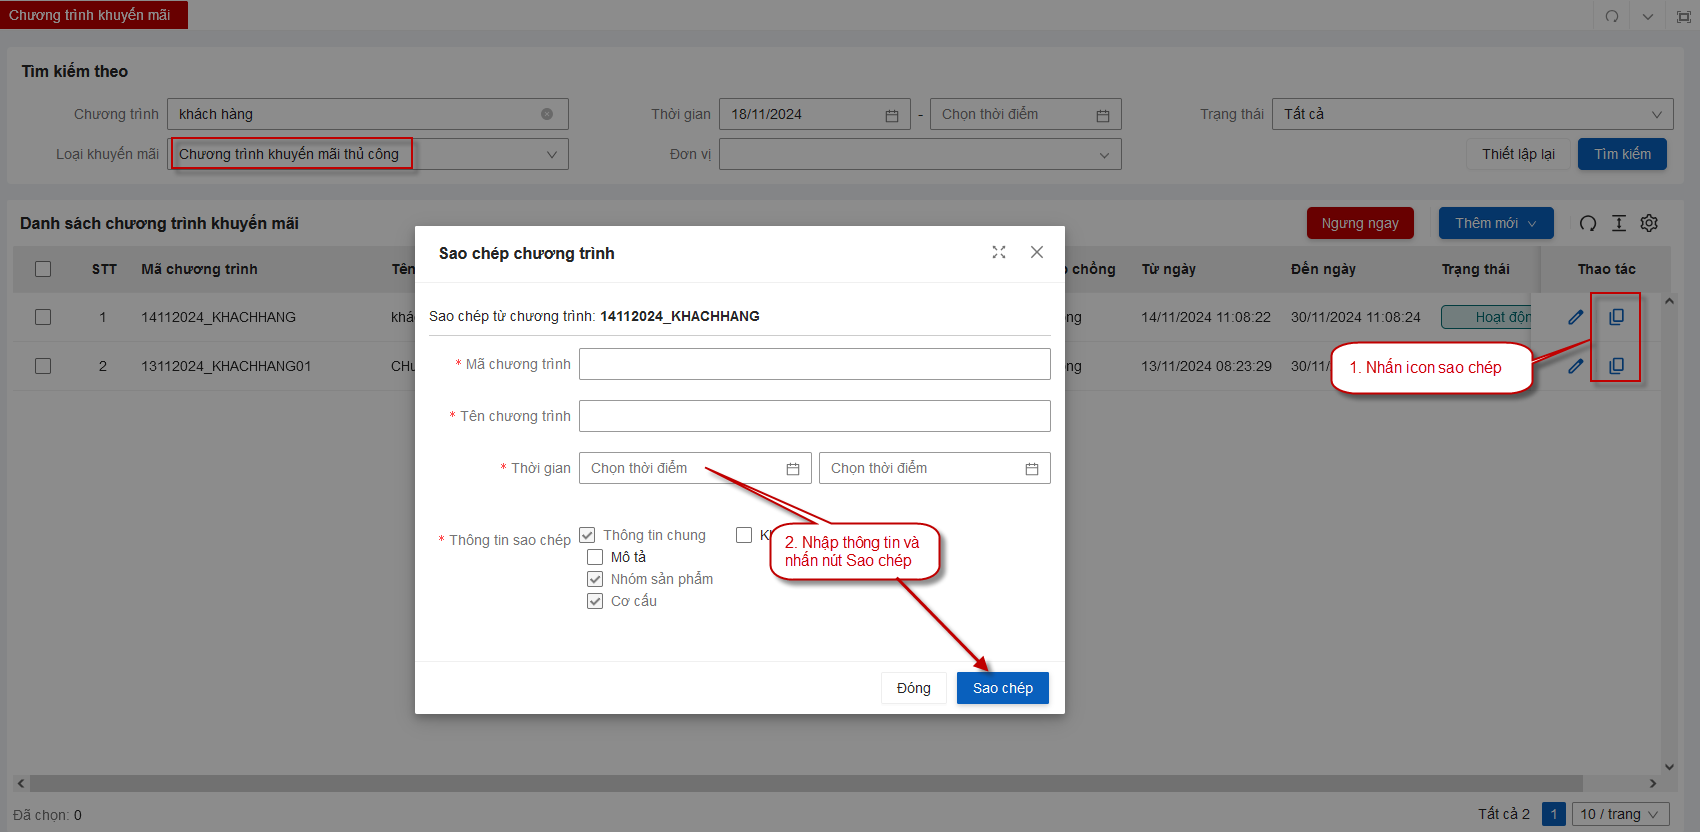 Chương trình khuyến mãi
Tìm kiếm theo
Chương trình khách hàng Thời gian 18/11/2024 - Chọn thời điểm Trạng thái Tất cả
Loại khuyến mãi Chương trình khuyến mãi thủ công Đơn vị Thiết lập lại Tìm kiếm
Danh sách chương trình khuyến mãi Ngưng ngay Thêm mới
STT Mã chương trình Tên chồng Từ ngày Đến ngày Trạng thái Thao tác
1 14112024_KHACHHANG 14/11/2024 11:08:22 30/11/2024 11:08:24 Hoạt độn
2 13112024_KHACHHANG01 13/11/2024 08:23:29 30/11/
1. Nhấn icon sao chép
Sao chép chương trình
Sao chép từ chương trình: 14112024_KHACHHANG
* Mã chương trình
* Tên chương trình
* Thời gian Chọn thời điểm Chọn thời điểm
* Thông tin sao chép Thông tin chung
Mô tả
Nhóm sản phẩm
Cơ cấu
2. Nhập thông tin và
nhấn nút Sao chép
Đóng Sao chép
Đã chọn: 0 Tất cả 2 1 10 / trang